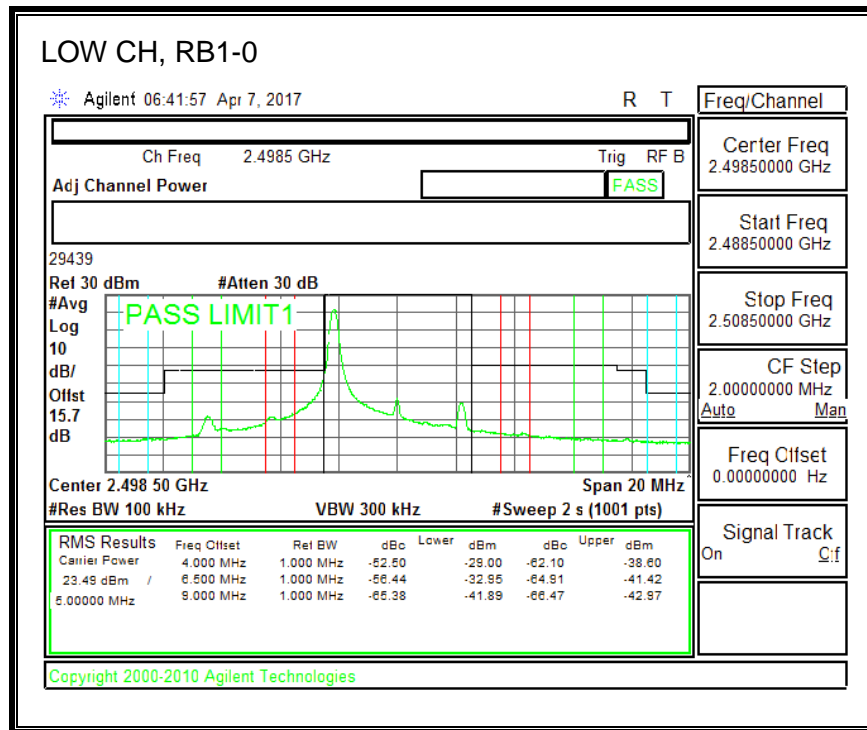 LOW CH, RB1-0
Agilent 06:41:57 Apr 7, 2017 R T
Freq/Channel
Ch Freq 2.4985 GHz Trig RF B
Adj Channel Power PASS
Center Freq
2.49850000 GHz
Start Freq
2.48850000 GHz
Stop Freq
2.50850000 GHz
CF Step
2.00000000 MHz
Auto Man
Freq Offset
0.00000000 Hz
Signal Track
On Off
29439
Ref 30 dBm #Atten 30 dB
#Avg
Log
10
dB/
Offst
15.7
dB
PASS LIMIT1
Center 2.498 50 GHz Span 20 MHz
#Res BW 100 kHz VBW 300 kHz #Sweep 2 s (1001 pts)
RMS Results Freq Offset Ref BW dBc Lower dBm dBc Upper dBm
Carrier Power 4.000 MHz 1.000 MHz -52.50 -29.00 -62.10 -38.60
23.49 dBm / 6.500 MHz 1.000 MHz -56.44 -32.95 -64.91 -41.42
5.00000 MHz 9.000 MHz 1.000 MHz -65.38 -41.89 -66.47 -42.97
Copyright 2000-2010 Agilent Technologies